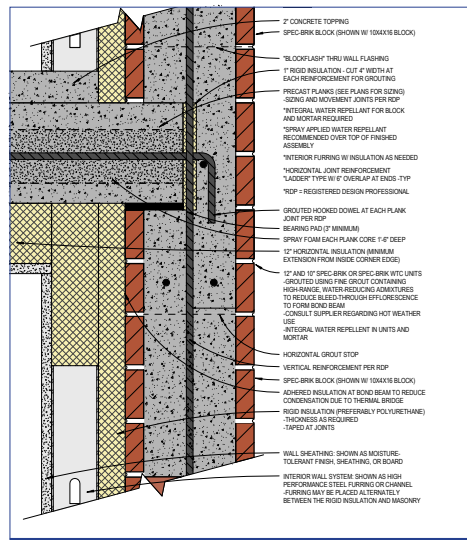 2" CONCRETE TOPPING
SPEC-BRIK BLOCK (SHOWN W/ 10X4X16 BLOCK)
"BLOCKFLASH" THRU WALL FLASHING
1" RIGID INSULATION - CUT 4" WIDTH AT
EACH REINFORCEMENT FOR GROUTING
PRECAST PLANKS (SEE PLANS FOR SIZING)
-SIZING AND MOVEMENT JOINTS PER RDP
*INTEGRAL WATER REPELLANT FOR BLOCK
AND MORTAR REQUIRED
*SPRAY APPLIED WATER REPELLANT
RECOMMENDED OVER TOP OF FINISHED
ASSEMBLY
*INTERIOR FURRING W/ INSULATION AS NEEDED
*HORIZONTAL JOINT REINFORCEMENT
"LADDER" TYPE W/ 6" OVERLAP AT ENDS -TYP
*RDP = REGISTERED DESIGN PROFESSIONAL
GROUTED HOOKED DOWEL AT EACH PLANK
JOINT PER RDP
BEARING PAD (3" MINIMUM)
SPRAY FOAM EACH PLANK CORE 1'-6" DEEP
12" HORIZONTAL INSULATION (MINIMUM
EXTENSION FROM INSIDE CORNER EDGE)
12" AND 10" SPEC-BRIK OR SPEC-BRIK WTC UNITS
-GROUTED USING FINE GROUT CONTAINING
HIGH-RANGE, WATER-REDUCING ADMIXTURES
TO REDUCE BLEED-THROUGH EFFLORESCENCE
TO FORM BOND BEAM
-CONSULT SUPPLIER REGARDING HOT WEATHER
USE
-INTEGRAL WATER REPELLENT IN UNITS AND
MORTAR
HORIZONTAL GROUT STOP
VERTICAL REINFORCEMENT PER RDP
SPEC-BRIK BLOCK (SHOWN W/ 10X4X16 BLOCK)
ADHERED INSULATION AT BOND BEAM TO REDUCE
CONDENSATION DUE TO THERMAL BRIDGE
RIGID INSULATION (PREFERABLY POLYURETHANE)
-THICKNESS AS REQUIRED
-TAPED AT JOINTS
WALL SHEATHING: SHOWN AS MOISTURE-
TOLERANT FINISH, SHEATHING, OR BOARD
INTERIOR WALL SYSTEM: SHOWN AS HIGH
PERFORMANCE STEEL FURRING OR CHANNEL
-FURRING MAY BE PLACED ALTERNATELY
BETWEEN THE RIGID INSULATION AND MASONRY